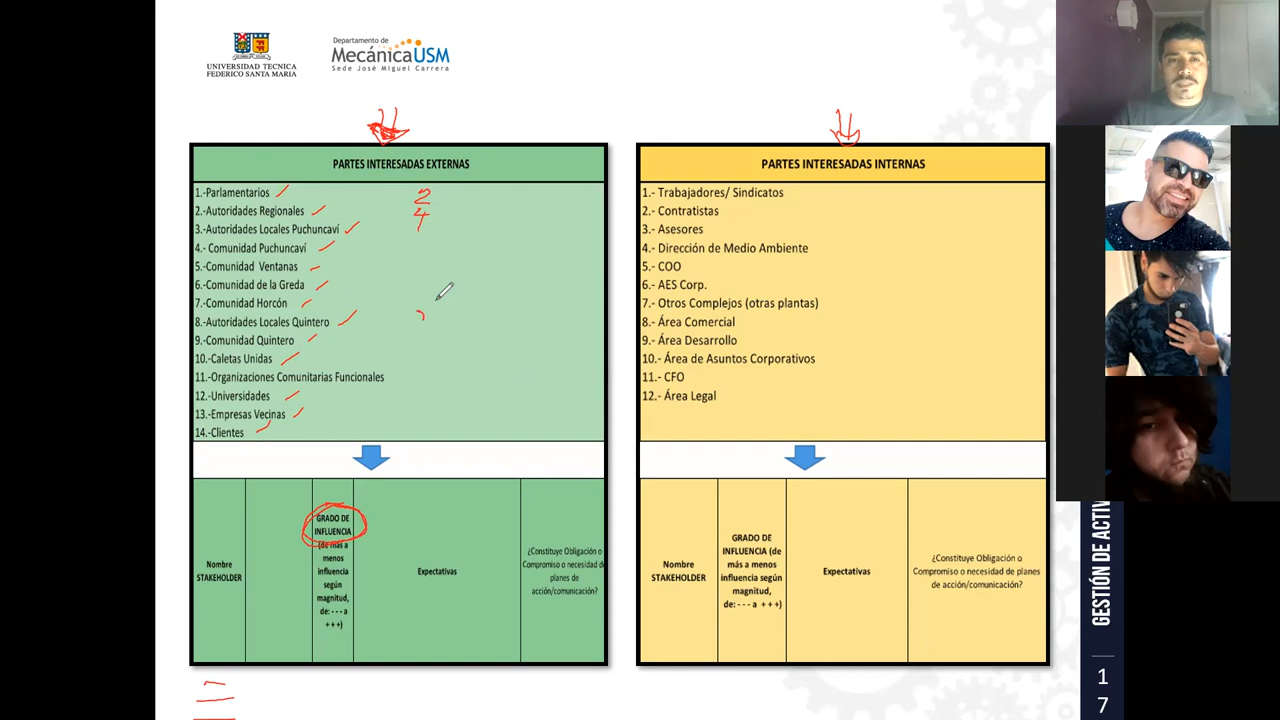 UNIVERSIDAD TECNICA
FEDERICO SANTA MARIA
Departamento de
MecánicaUSM
Sede José Miguel Carrera
PARTES INTERESADAS EXTERNAS
1.-Parlamentarios
2
2.-Autoridades Regionales
4
3.-Autoridades Locales Puchuncaví
4.- Comunidad Puchuncaví
5.-Comunidad Ventanas
6.-Comunidad de la Greda
7.-Comunidad Horcón
8.-Autoridades Locales Quintero
9.-Comunidad Quintero
10.-Caletas Unidas
11.-Organizaciones Comunitarias Funcionales
12.-Universidades
13.-Empresas Vecinas
14.-Clientes
Nombre
STAKEHOLDER
GRADO DE
INFLUENCIA
(de más a
menos
influencia
según
magnitud,
de: - - - a
+ + +)
Expectativas
¿Constituye Obligación o
Compromiso o necesidad de
planes de
acción/comunicación?
PARTES INTERESADAS INTERNAS
1.- Trabajadores/ Sindicatos
2.- Contratistas
3.- Asesores
4.- Dirección de Medio Ambiente
5.- COO
6.- AES Corp.
7.- Otros Complejos (otras plantas)
8.- Área Comercial
9.- Área Desarrollo
10.- Área de Asuntos Corporativos
11.- CFO
12.- Área Legal
Nombre
STAKEHOLDER
GRADO DE
INFLUENCIA (de
más a menos
influencia según
magnitud,
de: - - - a + + +)
Expectativas
¿Constituye Obligación o
Compromiso o necesidad de planes
de acción/comunicación?
GESTIÓN DE ACTIV
1
7